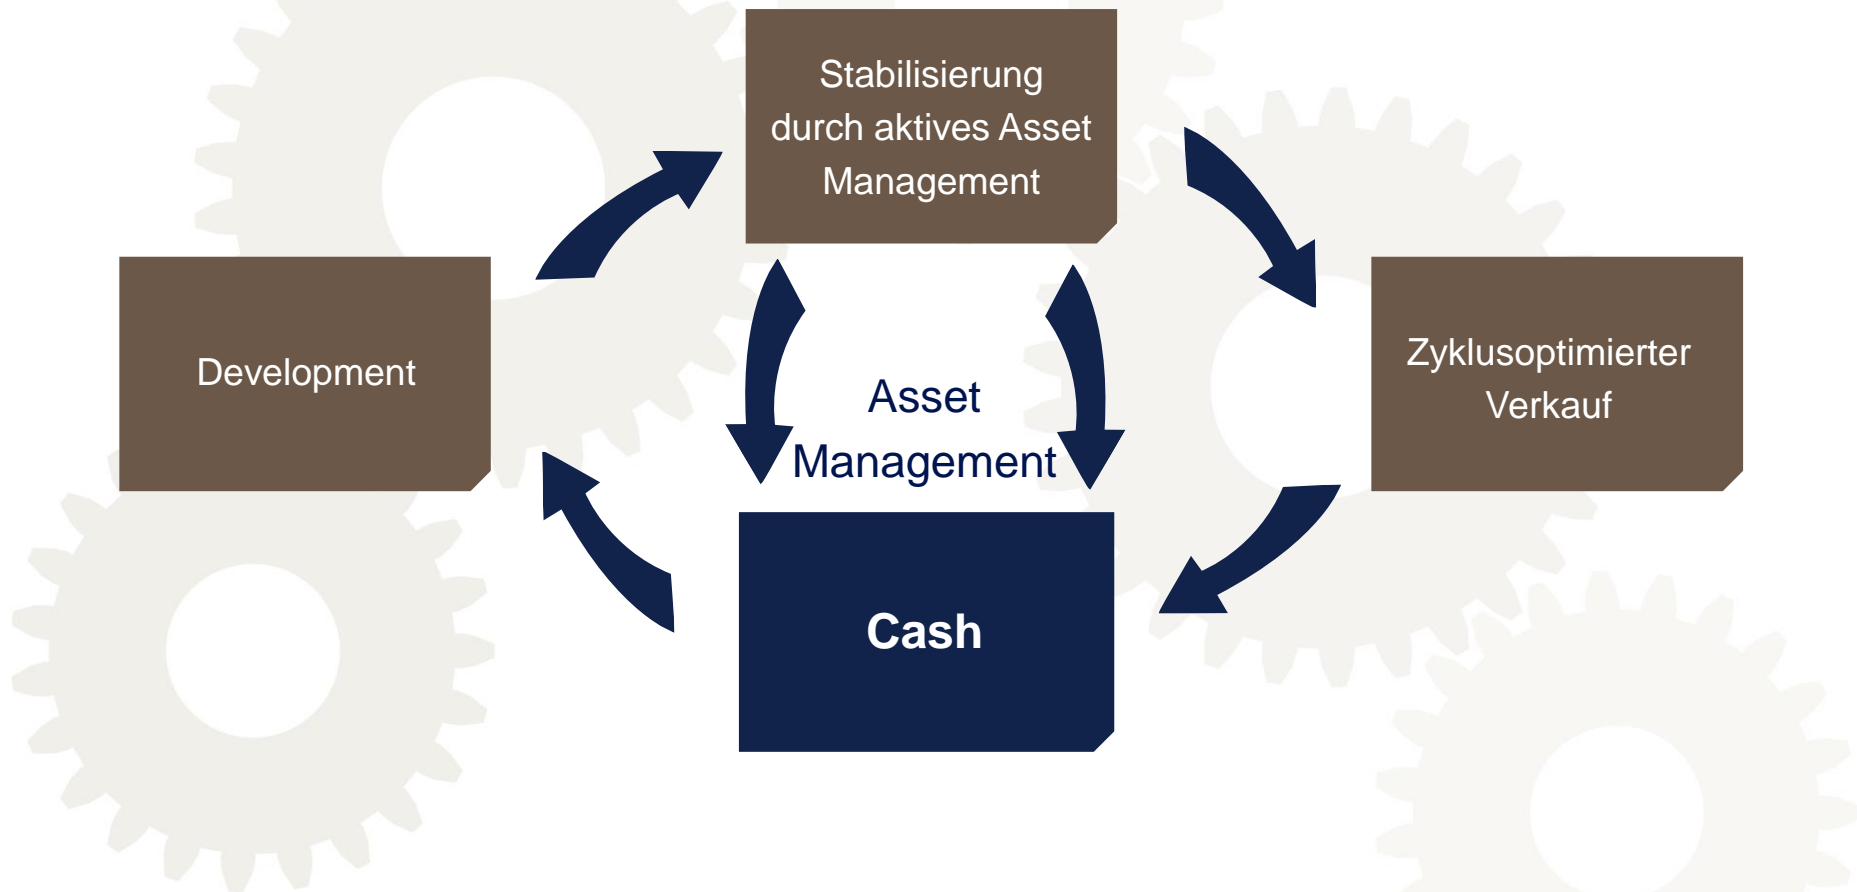 Stabilisierung
durch aktives Asset
Management
Development
Zyklusoptimierter
Verkauf
Asset
Management
Cash